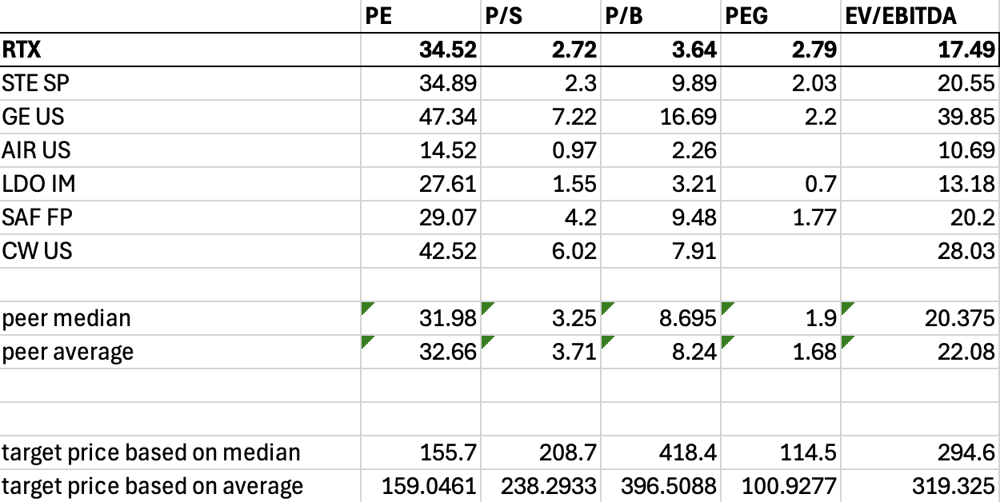 PE P/S P/B PEG EV/EBITDA
RTX 34.52 2.72 3.64 2.79 17.49
STE SP 34.89 2.3 9.89 2.03 20.55
GE US 47.34 7.22 16.69 2.2 39.85
AIR US 14.52 0.97 2.26 10.69
LDO IM 27.61 1.55 3.21 0.7 13.18
SAF FP 29.07 4.2 9.48 1.77 20.2
CW US 42.52 6.02 7.91 28.03
peer median 31.98 3.25 8.695 1.9 20.375
peer average 32.66 3.71 8.24 1.68 22.08
target price based on median 155.7 208.7 418.4 114.5 294.6
target price based on average 159.0461 238.2933 396.5088 100.9277 319.325